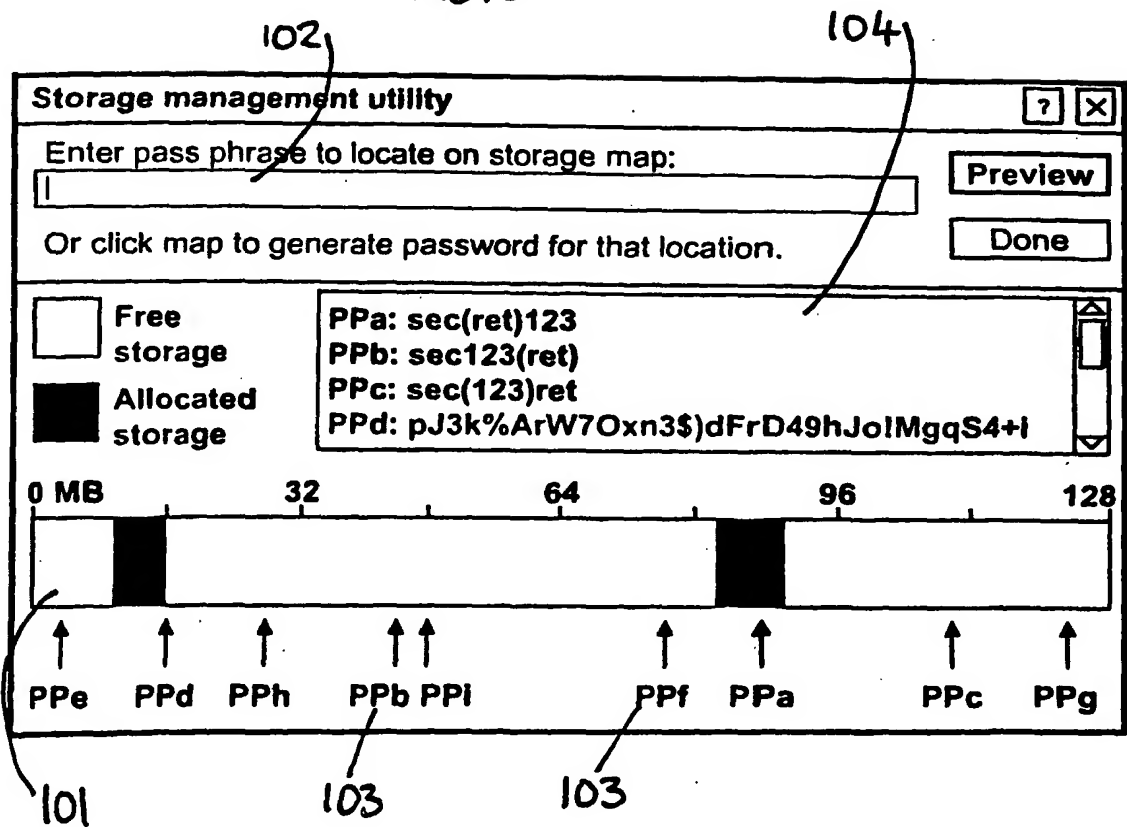 102
104
Storage management utility ? X
Enter pass phrase to locate on storage map:
Preview
Or click map to generate password for that location.
Done
Free
storage
Allocated
storage
PPa: sec(ret)123
PPb: sec123(ret)
PPc: sec(123)ret
PPd: pJ3k%ArW7Oxn3$)dFrD49hJo!MgqS4+i
0 MB 32 64 96 128
PPe PPd PPh PPb PPi PPf PPa PPc PPg
101
103
103